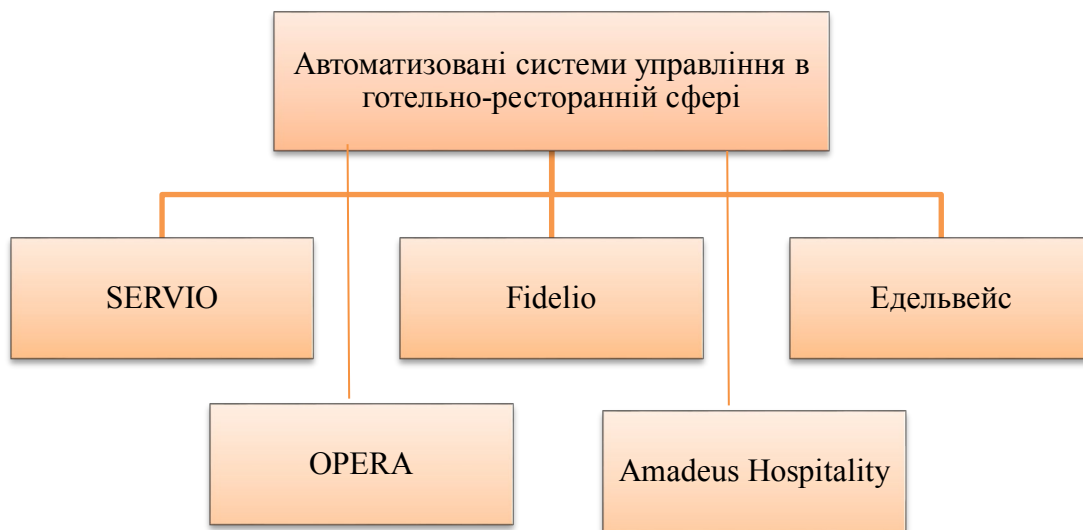 Автоматизовані системи управління в
готельно-ресторанній сфері
SERVIO
Fidelio
Едельвейс
OPERA
Amadeus Hospitality